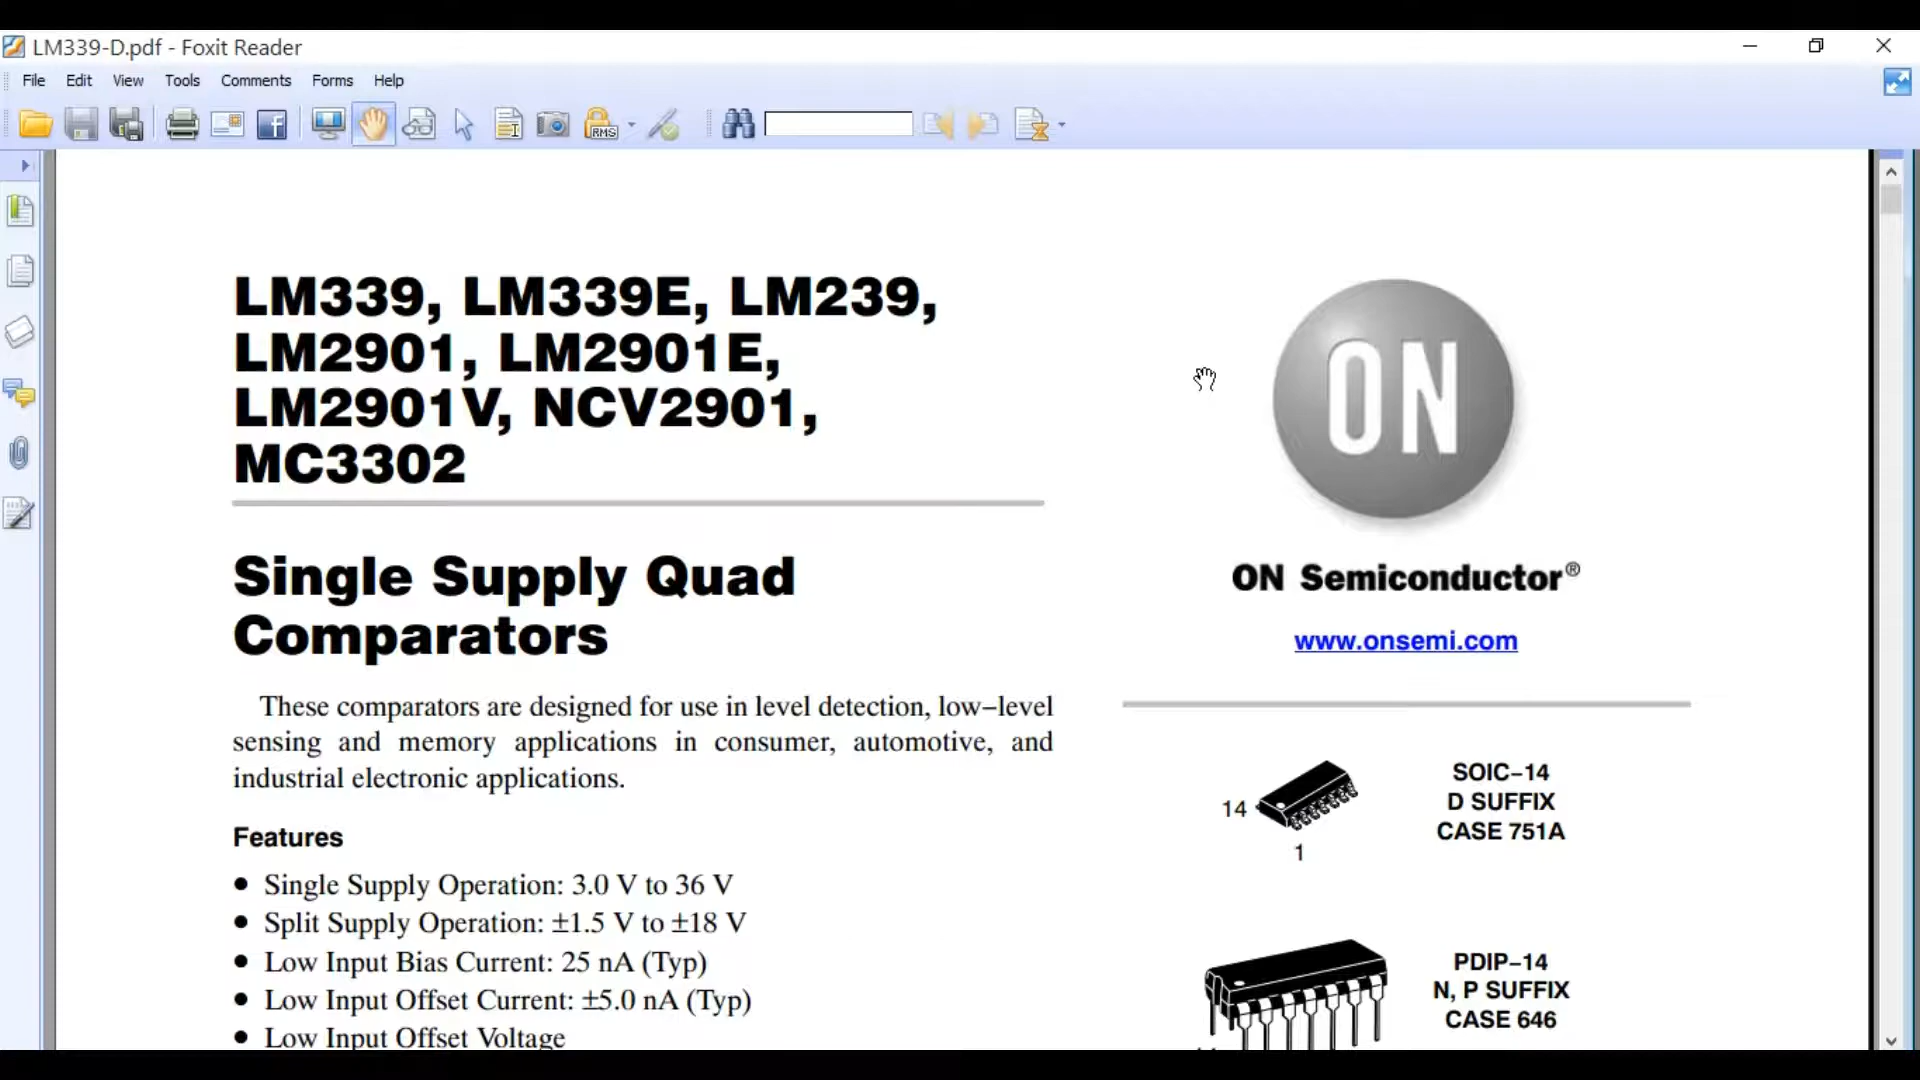 LM339-D.pdf - Foxit Reader
File Edit View Tools Comments Forms Help
RMS
LM339, LM339E, LM239,
LM2901, LM2901E,
LM2901V, NCV2901,
MC3302
Single Supply Quad
Comparators
These comparators are designed for use in level detection, low−level
sensing and memory applications in consumer, automotive, and
industrial electronic applications.
Features
• Single Supply Operation: 3.0 V to 36 V
• Split Supply Operation: ±1.5 V to ±18 V
• Low Input Bias Current: 25 nA (Typ)
• Low Input Offset Current: ±5.0 nA (Typ)
• Low Input Offset Voltage
ON
ON Semiconductor®
www.onsemi.com
14
1
SOIC−14
D SUFFIX
CASE 751A
PDIP−14
N, P SUFFIX
CASE 646